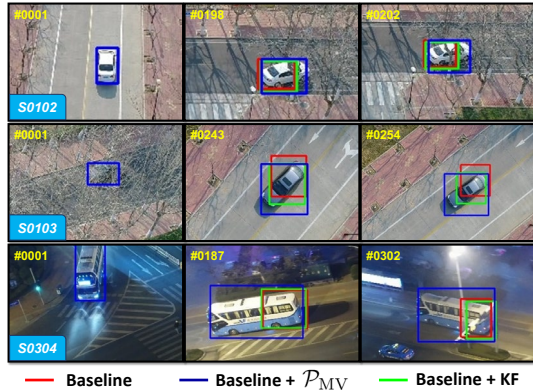 #0001 #0198 #0202
S0102
#0001 #0243 #0254
S0103
#0001 #0187 #0302
S0304
Baseline Baseline + 𝒫MV Baseline + KF